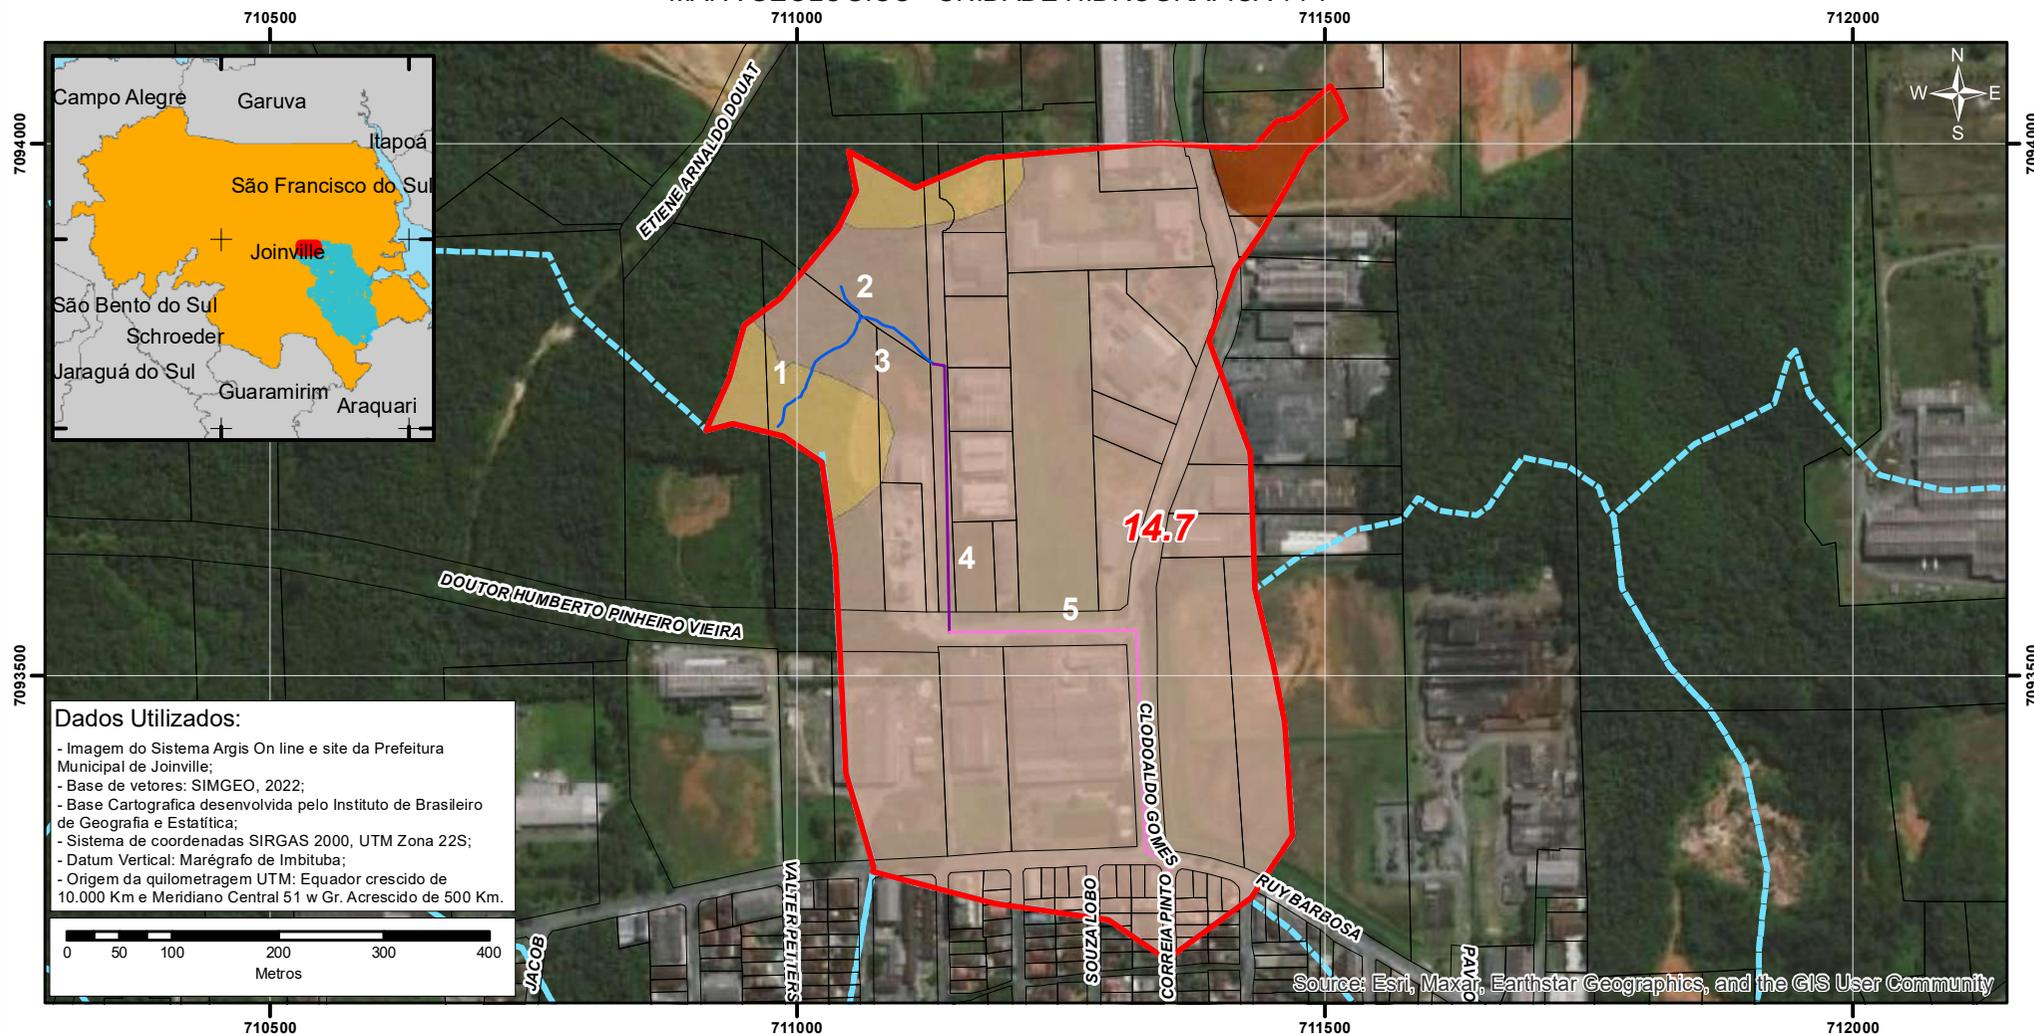 710500
711000
711500
712000
7094000
7094000
7093500
7093500
N
W
E
S
Campo Alegre
Garuva
Itapoá
São Francisco do Sul
Joinville
São Bento do Sul
Schroeder
Jaraguá do Sul
Guaramirim
Araquari
ETIENE ARNALDO DOUAT
2
1
3
14.7
4
5
DOUTOR HUMBERTO PINHEIRO VIEIRA
CLODOALDO GOMES
RUY BARBOSA
VALTER PETTERS
SOUZA LOBO
CORREIA PINTO
JACOB
Dados Utilizados:
- Imagem do Sistema Argis On line e site da Prefeitura
Municipal de Joinville;
- Base de vetores: SIMGEO, 2022;
- Base Cartografica desenvolvida pelo Instituto de Brasileiro
de Geografia e Estatítica;
- Sistema de coordenadas SIRGAS 2000, UTM Zona 22S;
- Datum Vertical: Marégrafo de Imbituba;
- Origem da quilometragem UTM: Equador crescido de
10.000 Km e Meridiano Central 51 w Gr. Acrescido de 500 Km.
0 50 100 200 300 400
Metros
Source: Esri, Maxar, Earthstar Geographics, and the GIS User Community
710500
711000
711500
712000